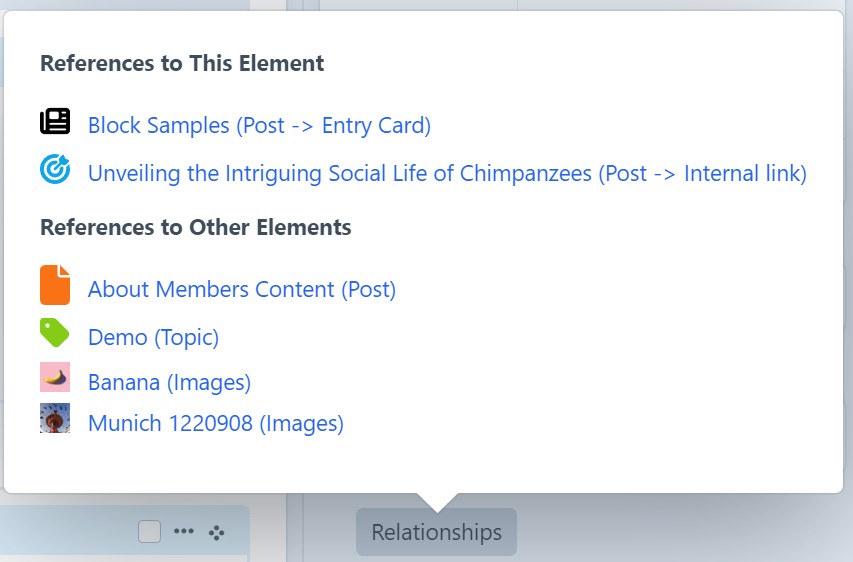 References to This Element
Block Samples (Post -> Entry Card)
Unveiling the Intriguing Social Life of Chimpanzees (Post -> Internal link)
References to Other Elements
About Members Content (Post)
Demo (Topic)
Banana (Images)
Munich 1220908 (Images)
Relationships